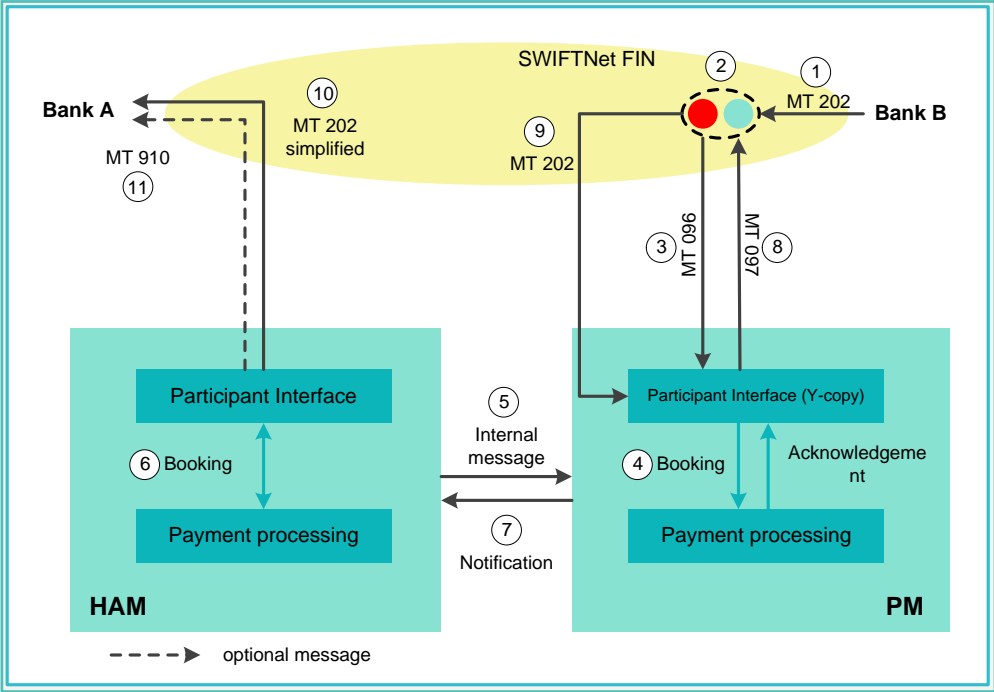 SWIFTNet FIN
2
1
MT 202
Bank B
Bank A
10
MT 202
simplified
9
MT 202
MT 910
11
3
MT 096
MT 097
8
Participant Interface
Participant Interface (Y-copy)
5
Internal
message
6 Booking
4 Booking
Acknowledgeme
nt
7
Notification
Payment processing
Payment processing
HAM
PM
optional message